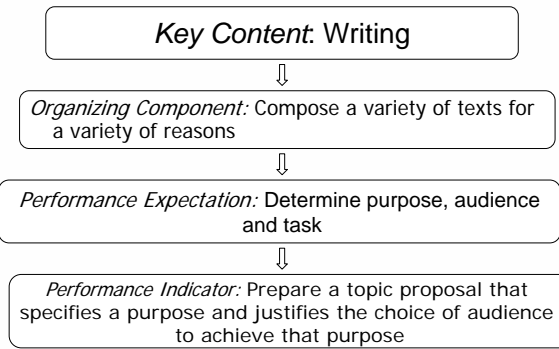 Key Content: Writing
Organizing Component: Compose a variety of texts for
a variety of reasons
Performance Expectation: Determine purpose, audience
and task
Performance Indicator: Prepare a topic proposal that
specifies a purpose and justifies the choice of audience
to achieve that purpose